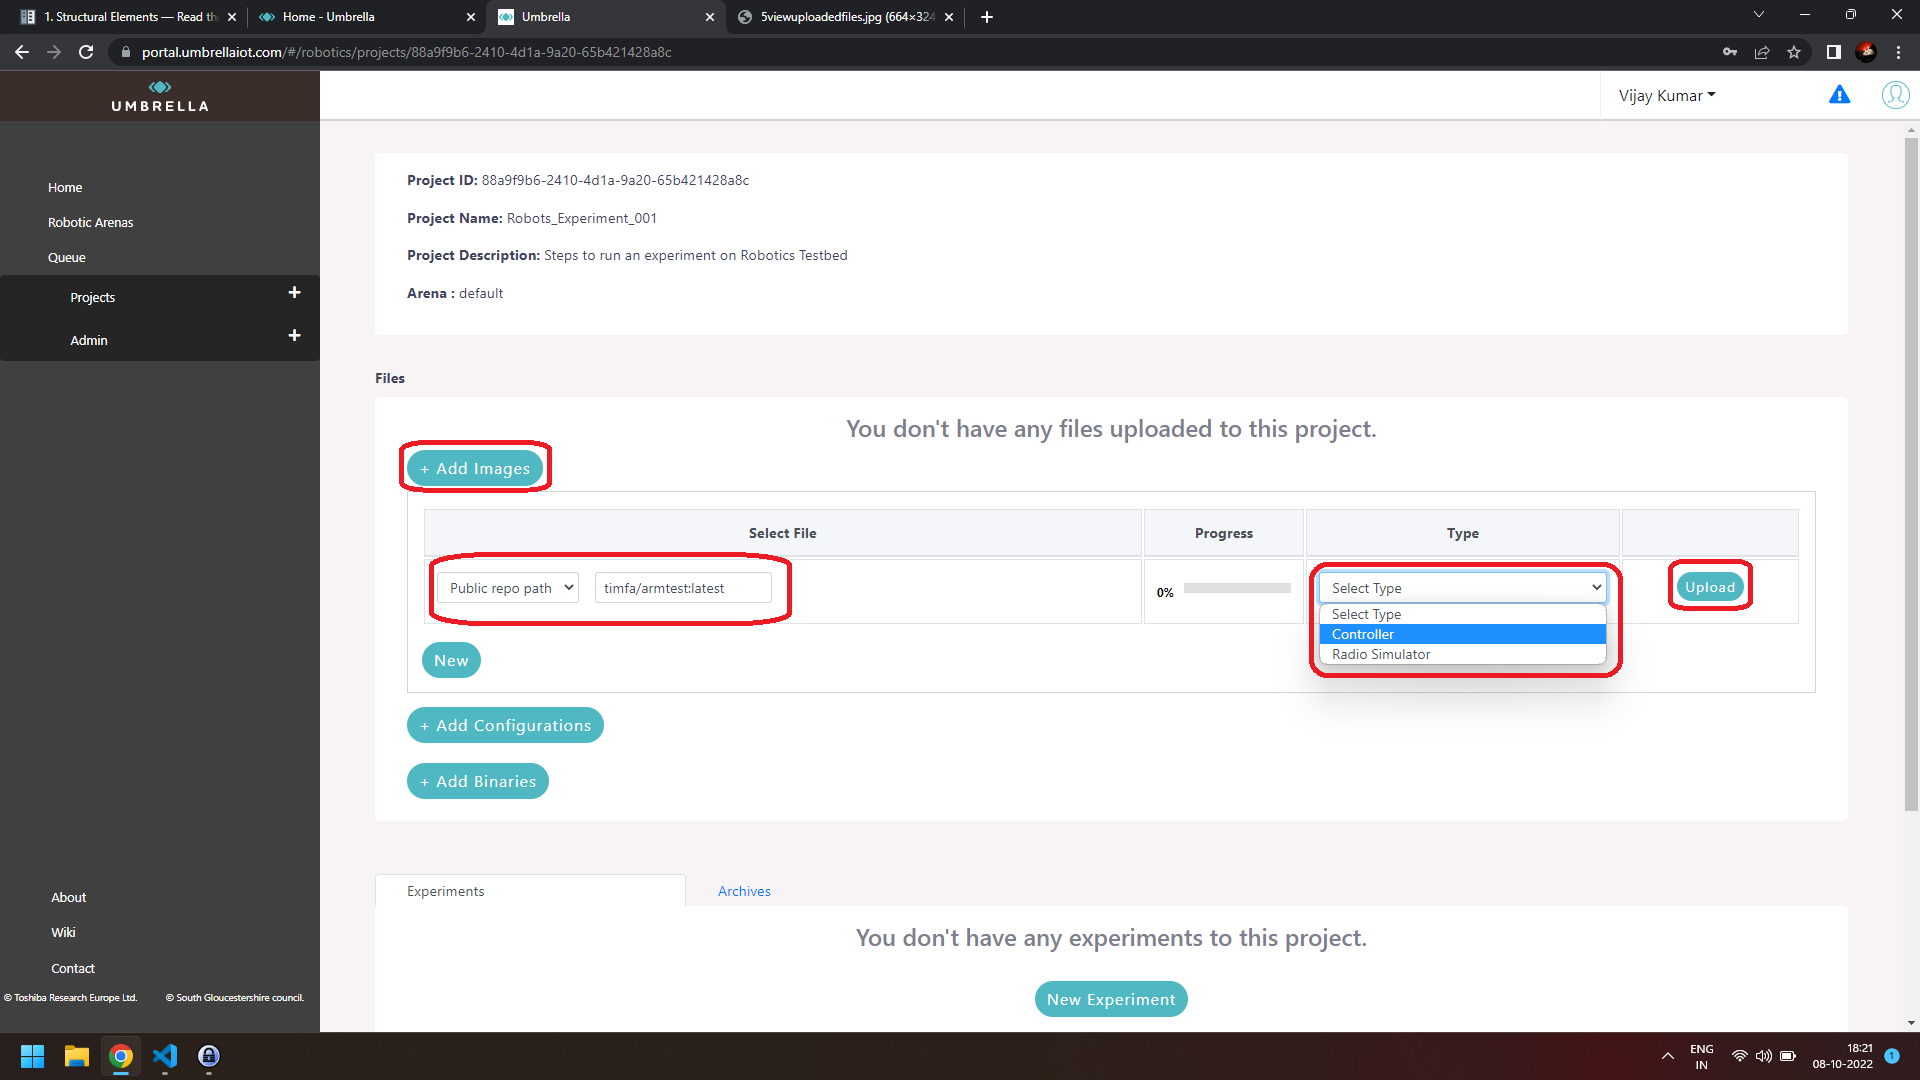 1. Structural Elements — Read th
Home - Umbrella
Umbrella
5viewuploadedfiles.jpg (664×324
portal.umbrellaiot.com/#/robotics/projects/88a9f9b6-2410-4d1a-9a20-65b421428a8c
UMBRELLA
Vijay Kumar
Home
Robotic Arenas
Queue
Projects +
Admin +
Project ID: 88a9f9b6-2410-4d1a-9a20-65b421428a8c
Project Name: Robots_Experiment_001
Project Description: Steps to run an experiment on Robotics Testbed
Arena : default
Files
You don't have any files uploaded to this project.
+ Add Images
Select File Progress Type
Public repo path timfa/armtest:latest 0% Select Type Upload
Select Type
Controller
Radio Simulator
New
+ Add Configurations
+ Add Binaries
Experiments Archives
You don't have any experiments to this project.
New Experiment
About
Wiki
Contact
© Toshiba Research Europe Ltd. © South Gloucestershire council.
ENG
IN
18:21
08-10-2022
1